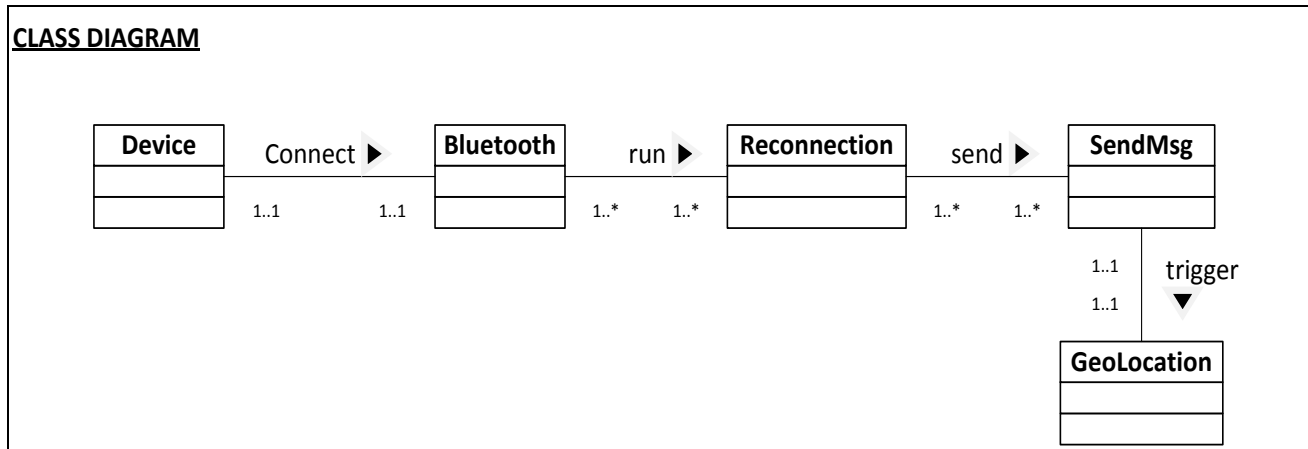 CLASS DIAGRAM
Device Connect Bluetooth run Reconnection send SendMsg
1..1 1..1 1..* 1..* 1..* 1..*
1..1 trigger
1..1
GeoLocation